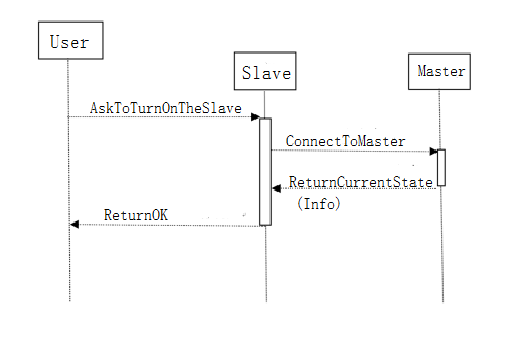 User
Slave
Master
AskToTurnOnTheSlave
ConnectToMaster
ReturnCurrentState
(Info)
ReturnOK